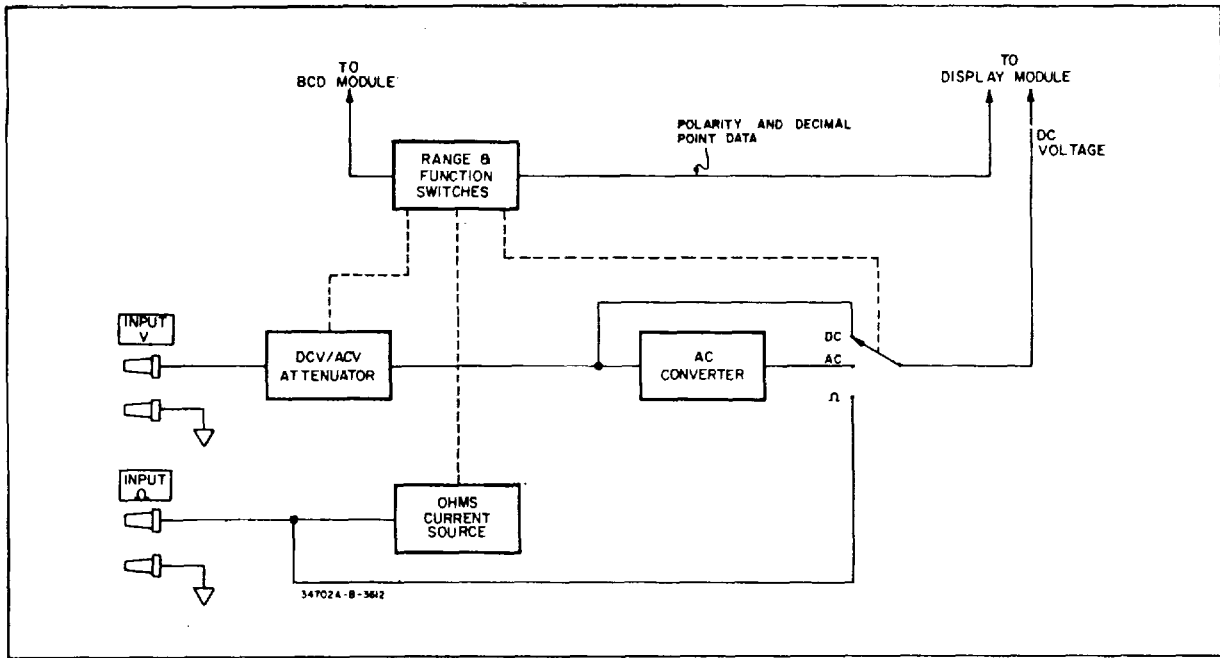 TO
BCD MODULE
TO
DISPLAY MODULE
POLARITY AND DECIMAL
POINT DATA
DC
VOLTAGE
RANGE &
FUNCTION
SWITCHES
INPUT
V
DCV/ACV
ATTENUATOR
AC
CONVERTER
DC
AC
Ω
INPUT
Ω
OHMS
CURRENT
SOURCE
34702A-B-3612